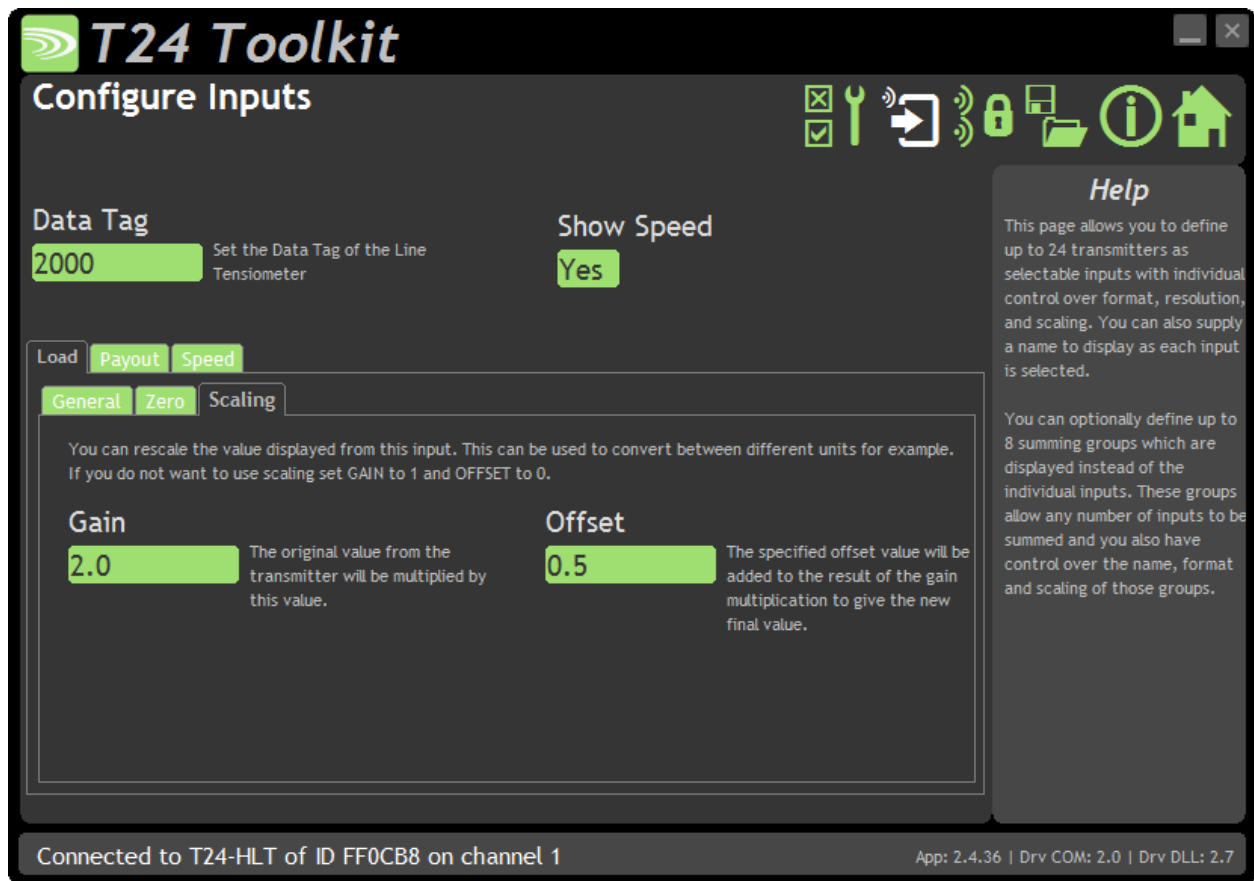 T24 Toolkit
Configure Inputs
Data Tag
2000
Set the Data Tag of the Line
Tensiometer
Show Speed
Yes
Load
Payout
Speed
General
Zero
Scaling
You can rescale the value displayed from this input. This can be used to convert between different units for example.
If you do not want to use scaling set GAIN to 1 and OFFSET to 0.
Gain
2.0
The original value from the
transmitter will be multiplied by
this value.
Offset
0.5
The specified offset value will be
added to the result of the gain
multiplication to give the new
final value.
Help
This page allows you to define
up to 24 transmitters as
selectable inputs with individual
control over format, resolution,
and scaling. You can also supply
a name to display as each input
is selected.
You can optionally define up to
8 summing groups which are
displayed instead of the
individual inputs. These groups
allow any number of inputs to be
summed and you also have
control over the name, format
and scaling of those groups.
Connected to T24-HLT of ID FF0CB8 on channel 1
App: 2.4.36 | Drv COM: 2.0 | Drv DLL: 2.7